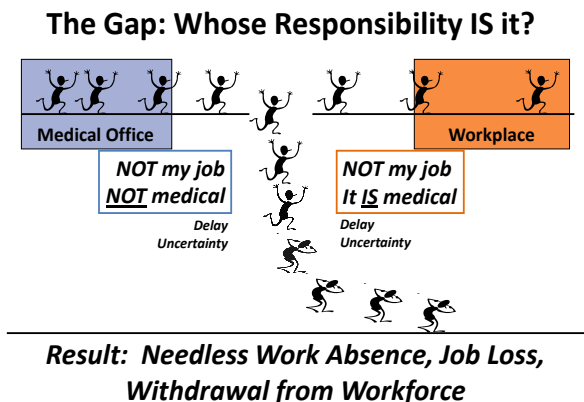 The Gap: Whose Responsibility IS it?
Medical Office
Workplace
NOT my job
NOT medical
NOT my job
It IS medical
Delay
Uncertainty
Delay
Uncertainty
Result: Needless Work Absence, Job Loss,
Withdrawal from Workforce